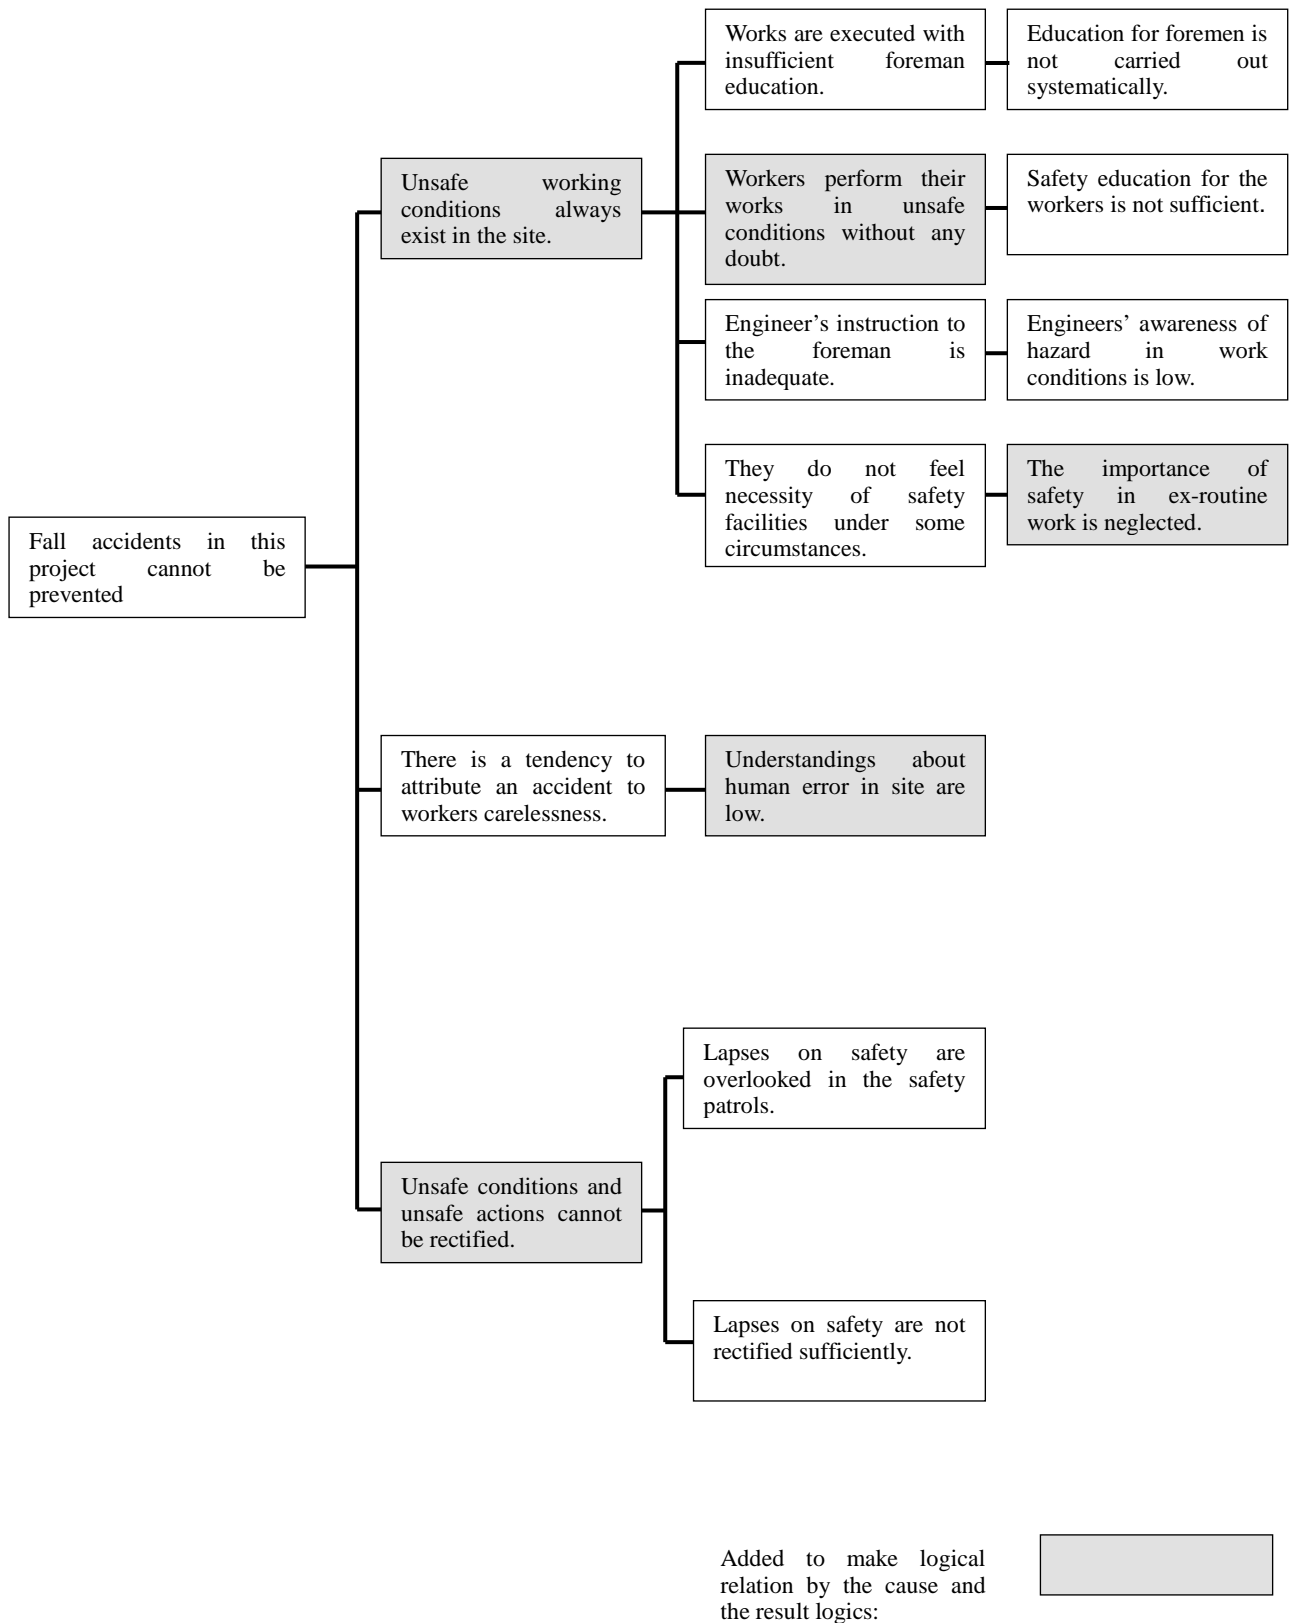 Works are executed with
insufficient foreman
education.
Education for foremen is
not carried out
systematically.
Unsafe working
conditions always
exist in the site.
Workers perform their
works in unsafe
conditions without any
doubt.
Safety education for the
workers is not sufficient.
Engineer's instruction to
the foreman is
inadequate.
Engineers' awareness of
hazard in work
conditions is low.
They do not feel
necessity of safety
facilities under some
circumstances.
The importance of
safety in ex-routine
work is neglected.
Fall accidents in this
project cannot be
prevented
There is a tendency to
attribute an accident to
workers carelessness.
Understandings about
human error in site are
low.
Lapses on safety are
overlooked in the safety
patrols.
Unsafe conditions and
unsafe actions cannot
be rectified.
Lapses on safety are not
rectified sufficiently.
Added to make logical
relation by the cause and
the result logics: